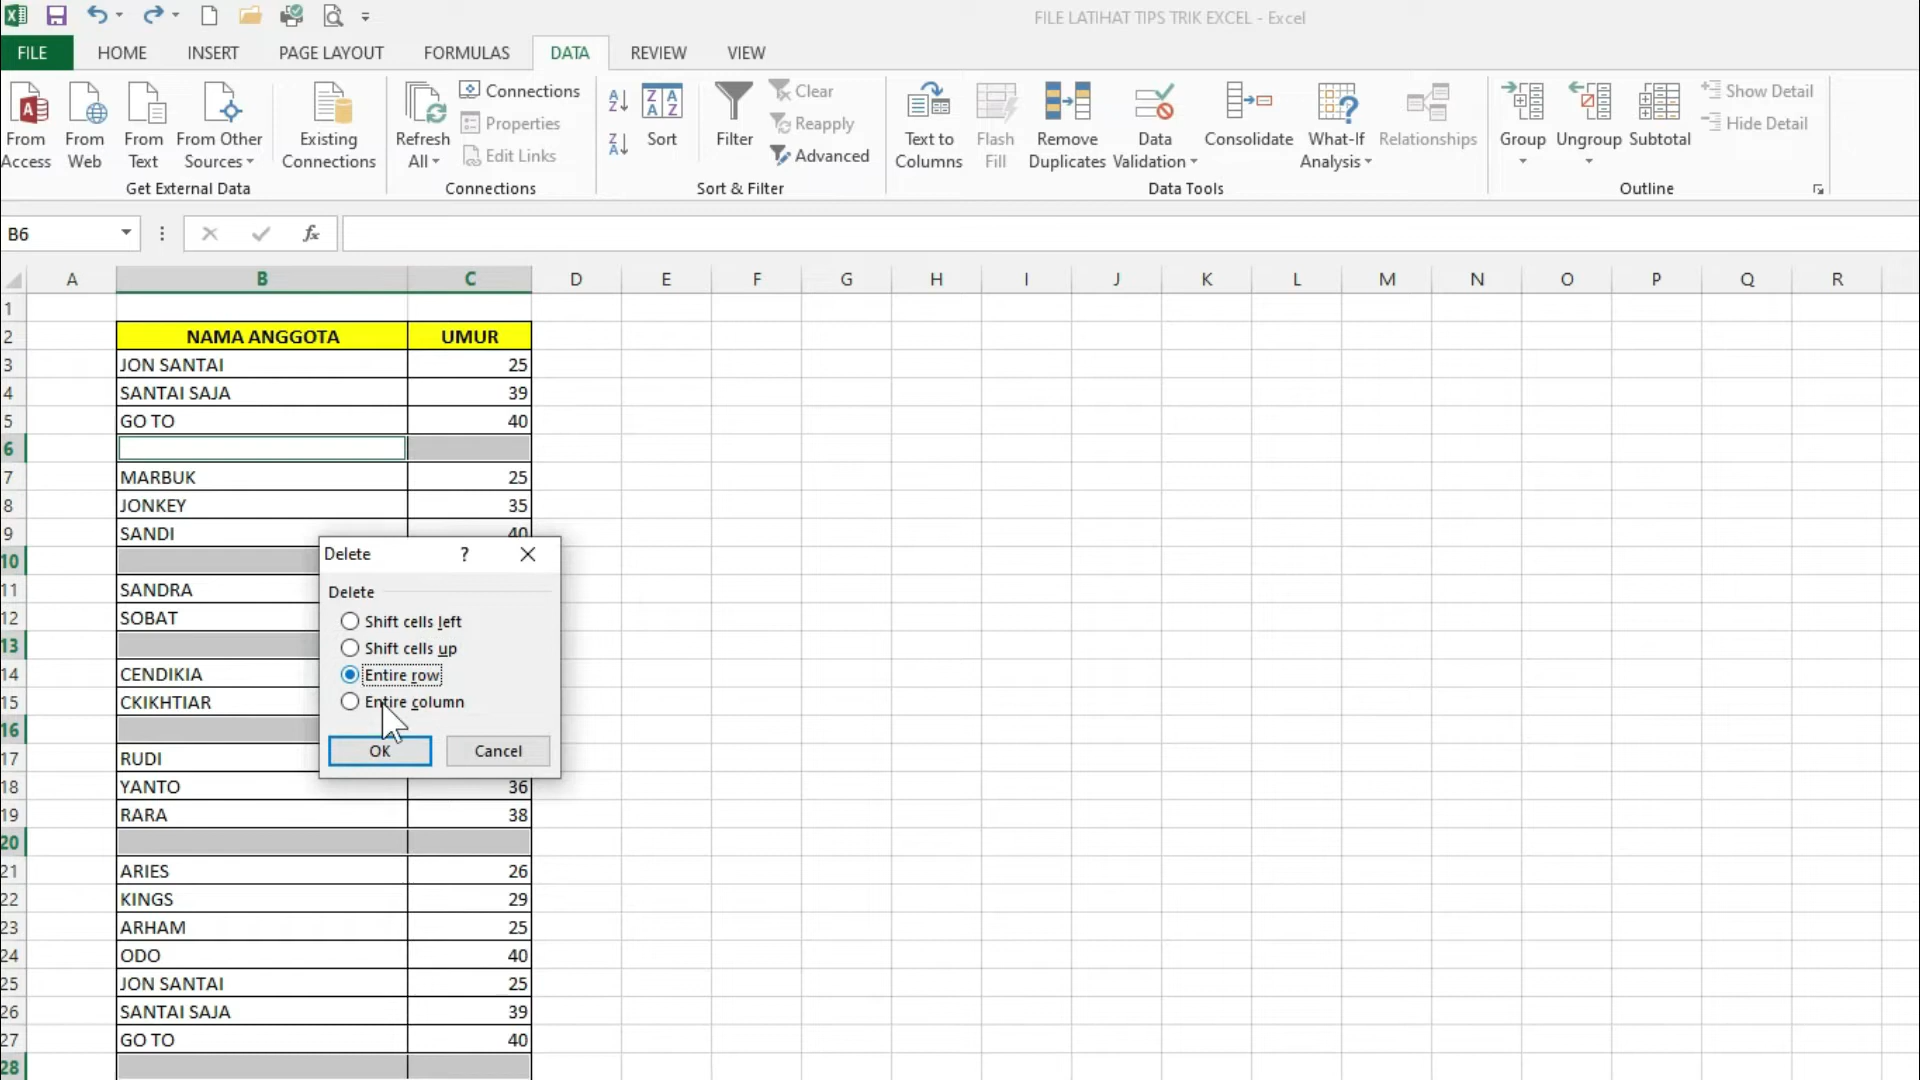 FILE LATIHAT TIPS TRIK EXCEL - Excel
FILE HOME INSERT PAGE LAYOUT FORMULAS DATA REVIEW VIEW
From Access
From Web
From Text
From Other Sources
Get External Data
Existing Connections
Refresh All
Connections
Properties
Edit Links
Connections
Sort
Filter
Clear
Reapply
Advanced
Sort & Filter
Text to Columns
Flash Fill
Remove Duplicates
Data Validation
Consolidate
What-If Analysis
Relationships
Data Tools
Group
Ungroup
Subtotal
Show Detail
Hide Detail
Outline
B6 fx
A B C D E F G H I J K L M N O P Q R
1
2 NAMA ANGGOTA UMUR
3 JON SANTAI 25
4 SANTAI SAJA 39
5 GO TO 40
6
7 MARBUK 25
8 JONKEY 35
9 SANDI 40
10
11 SANDRA
12 SOBAT
13
14 CENDIKIA
15 CKIKHTIAR
16
17 RUDI
18 YANTO 36
19 RARA 38
20
21 ARIES 26
22 KINGS 29
23 ARHAM 25
24 ODO 40
25 JON SANTAI 25
26 SANTAI SAJA 39
27 GO TO 40
28
Delete ?
Delete
Shift cells left
Shift cells up
Entire row
Entire column
OK Cancel